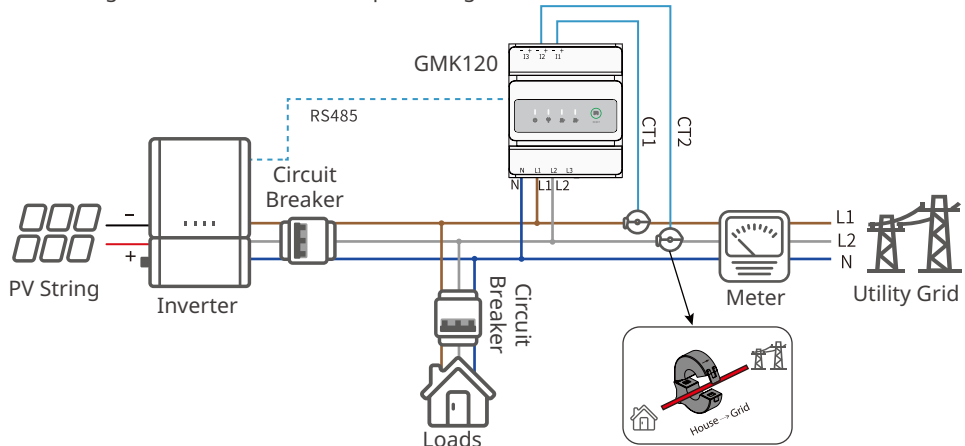 I3 I2 I1
GMK120
RS485
CT1
CT2
Circuit
Breaker
N L1 L2 L3
N L1 L2
L1
L2
N
−
+
PV String
Inverter
Circuit
Breaker
Meter
Utility Grid
Loads
House→Grid